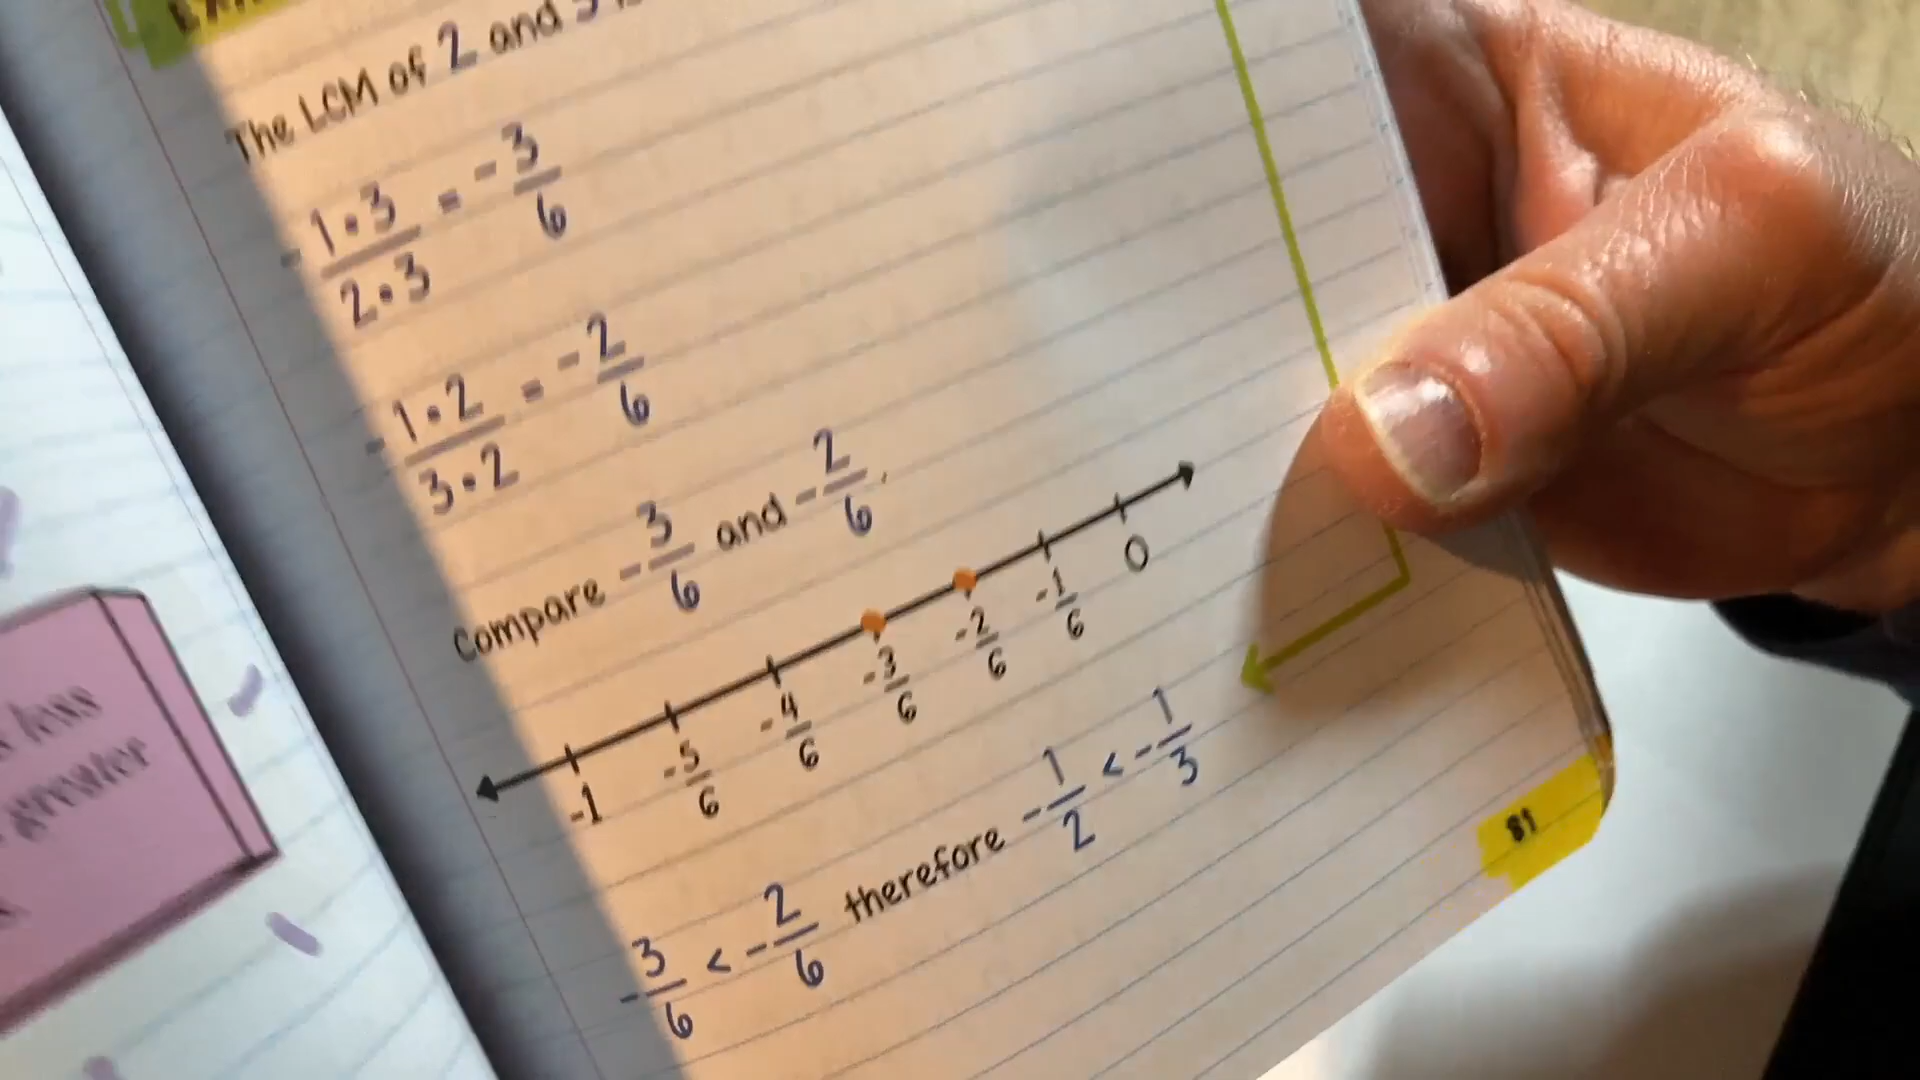 The LCM of 2 and 3
- 1•3/2•3 = - 3/6
- 1•2/3•2 = - 2/6
Compare - 3/6 and - 2/6.
-1 -5/6 -4/6 -3/6 -2/6 -1/6 0
- 3/6 < - 2/6 therefore - 1/2 < - 1/3
81
less
greater